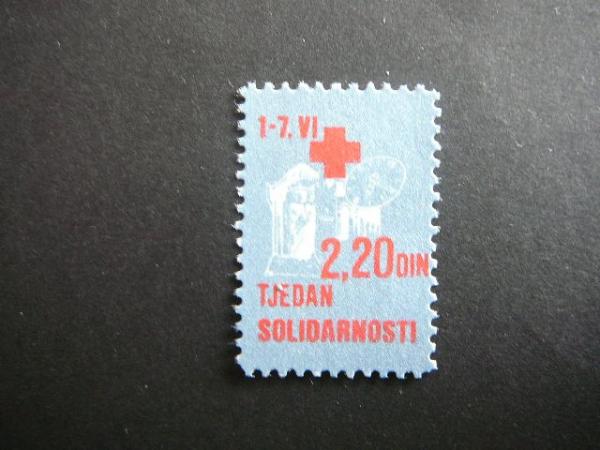 1-7. VI
2,20 DIN
TJEDAN
SOLIDARNOSTI